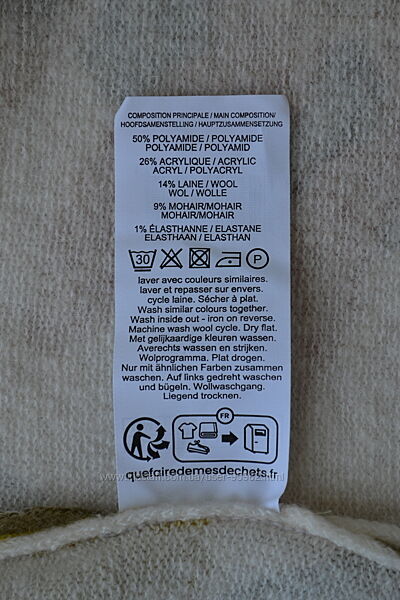 COMPOSITION PRINCIPALE / MAIN COMPOSITION/
HOOFDSAMENSTELLING / HAUPTZUSAMMENSETZUNG
50% POLYAMIDE / POLYAMIDE
POLYAMIDE / POLYAMID
26% ACRYLIQUE / ACRYLIC
ACRYL / POLYACRYL
14% LAINE / WOOL
WOL / WOLLE
9% MOHAIR/MOHAIR
MOHAIR/MOHAIR
1% ÉLASTHANNE / ELASTANE
ELASTHAAN / ELASTHAN
30 P
laver avec couleurs similaires.
laver et repasser sur envers.
cycle laine. Sécher à plat.
Wash similar colours together.
Wash inside out - iron on reverse.
Machine wash wool cycle. Dry flat.
Met gelijkaardige kleuren wassen.
Averechts wassen en strijken.
Wolprogramma. Plat drogen.
Nur mit ähnlichen Farben zusammen
waschen. Auf links gedreht waschen
und bügeln. Wollwaschgang.
Liegend trocknen.
FR
quefairedemesdechets.fr